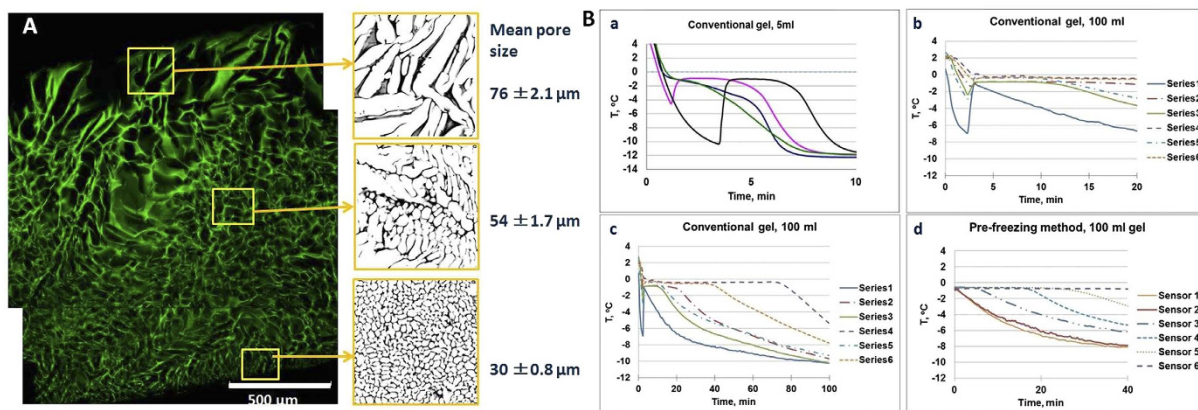 A
Mean pore
size
76 ±2.1 μm
54 ±1.7 μm
30 ±0.8 μm
500 μm
B
a
Conventional gel, 5ml
T, ºC
4
2
0
-2
-4
-6
-8
-10
-12
-14
0
5
10
Time, min
b
Conventional gel, 100 ml
T, ºC
4
2
0
-2
-4
-6
-8
-10
-12
0
5
10
15
20
Time, min
Series1
Series2
Series3
Series4
Series5
Series6
c
Conventional gel, 100 ml
T, ºC
4
2
0
-2
-4
-6
-8
-10
-12
0
20
40
60
80
100
Time, min
Series1
Series2
Series3
Series4
Series5
Series6
d
Pre-freezing method, 100 ml gel
T, ºC
4
2
0
-2
-4
-6
-8
-10
-12
0
20
40
Time, min
Sensor 1
Sensor 2
Sensor 3
Sensor 4
Sensor 5
Sensor 6